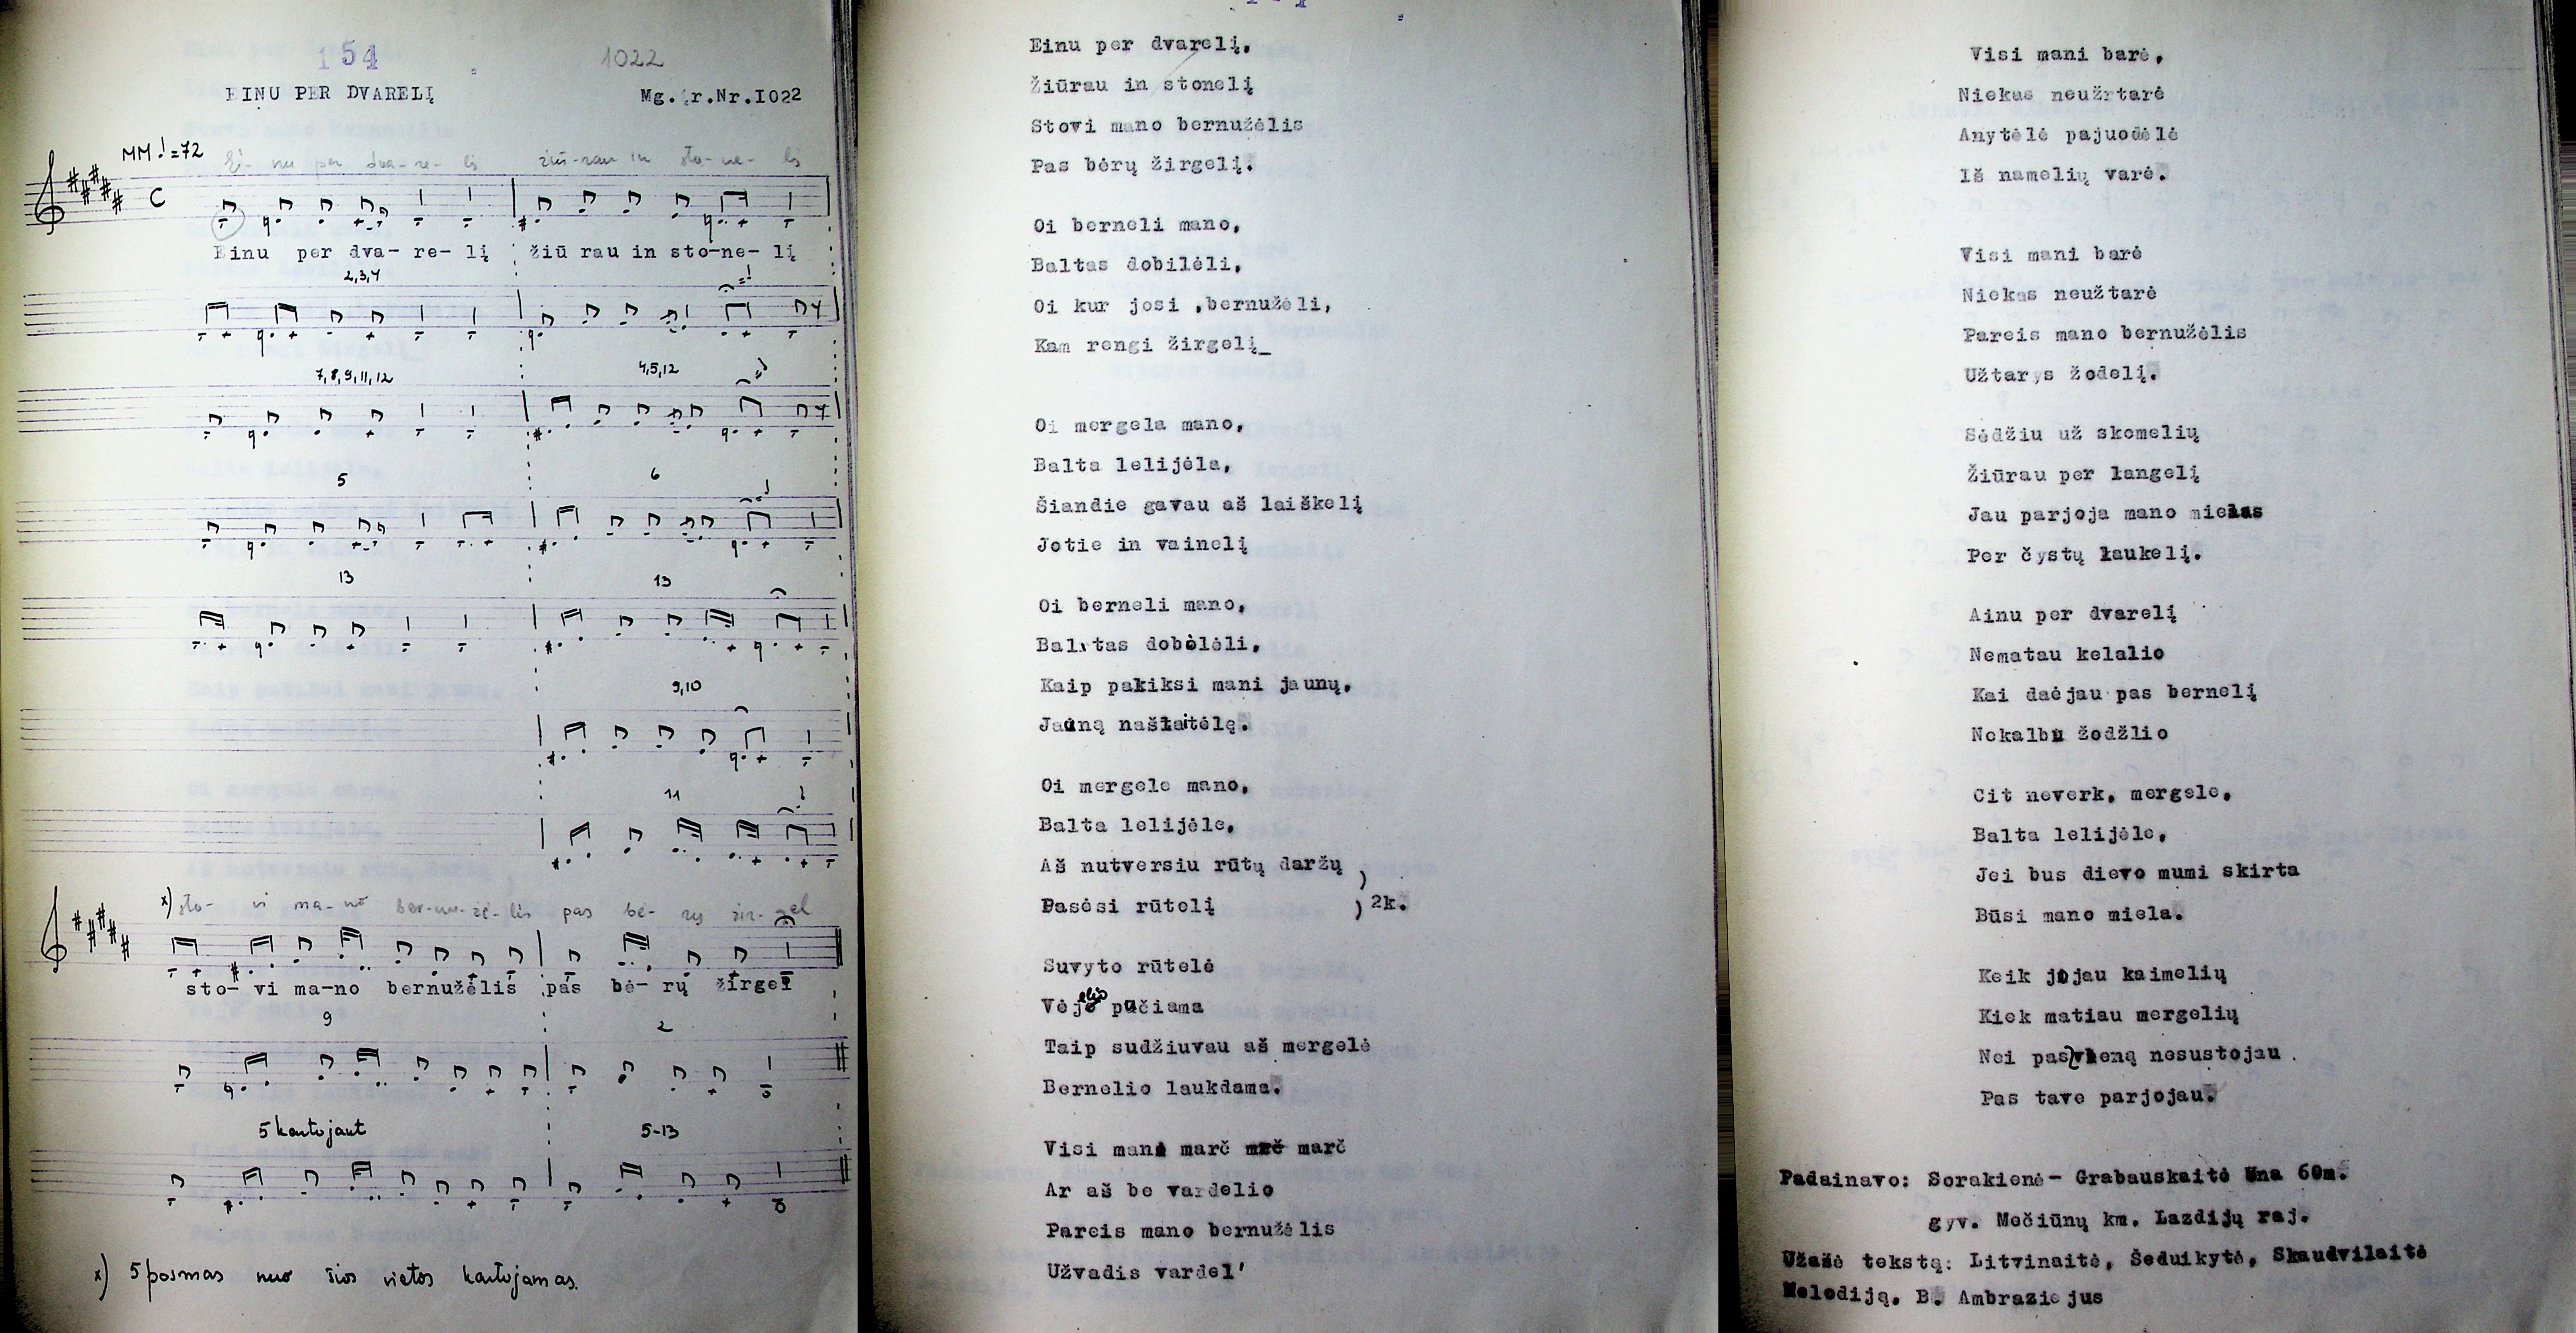 154
1022
EINU PER DVARELĮ
Mg.r.Nr.I022
MM ♩=72
Ei- nu per dva-re- lį žiū-rau in sto-ne- lį
C
Einu per dva- re- lį žiū rau in sto-ne- lį
2,3,4
7,8,9,11,12
4,5,12
5
6
13
13
9,10
11
x) sto- vi ma-no ber-nu-žė-lis pas bė- rų žir-gel
sto- vi ma-no bernužėlis pas bė- rų žirgel
9
2
5 kartojant
5-13
x) 5 posmas nuo šios vietos kartojamas.
Einu per dvarelį,
Žiūrau in stonelį
Stovi mano bernužėlis
Pas bėrų žirgelį.
Oi berneli mano,
Baltas dobilėli,
Oi kur josi ,bernužėli,
Kam rengi žirgelį_
Oi mergela mano,
Balta lelijėla,
Šiandie gavau aš laiškelį
Jotie in vainelį
Oi berneli mano,
Baltas dobėlėli,
Kaip pakiksi mani jaunų,
Jauną našlaitėlę.
Oi mergele mano,
Balta lelijėle,
Aš nutversiu rūtų daržų )
Pasėsi rūtelį ) 2k.
Suvyto rūtelė
Vėjelio pučiama
Taip sudžiuvau aš mergelė
Bernelio laukdama.
Visi mani marč mrč marč
Ar aš be vardelio
Pareis mano bernužėlis
Užvadis vardel'
Visi mani barė,
Niekas neužrtarė
Anytėlė pajuodėlė
Iš namelių varė.
Visi mani barė
Niekas neužtarė
Pareis mano bernužėlis
Užtarys žodelį.
Sėdžiu už skomelių
Žiūrau per langelį
Jau parjoja mano mielas
Per čystų laukelį.
Ainu per dvarelį
Nematau kelalio
Kai daėjau pas bernelį
Nekalbu žodžlio
Cit neverk, mergele,
Balta lelijėle,
Jei bus dievo mumi skirta
Būsi mano miela.
Keik jojau kaimelių
Kiek matiau mergelių
Nei pas vieną nesustojau .
Pas tave parjojau.
Padainavo: Sorakienė- Grabauskaitė Una 60m.
gyv. Močiūnų km. Lazdijų raj.
Užašė tekstą: Litvinaitė, Šeduikytė, Skaudvilaitė
Melodiją, B. Ambraziejus